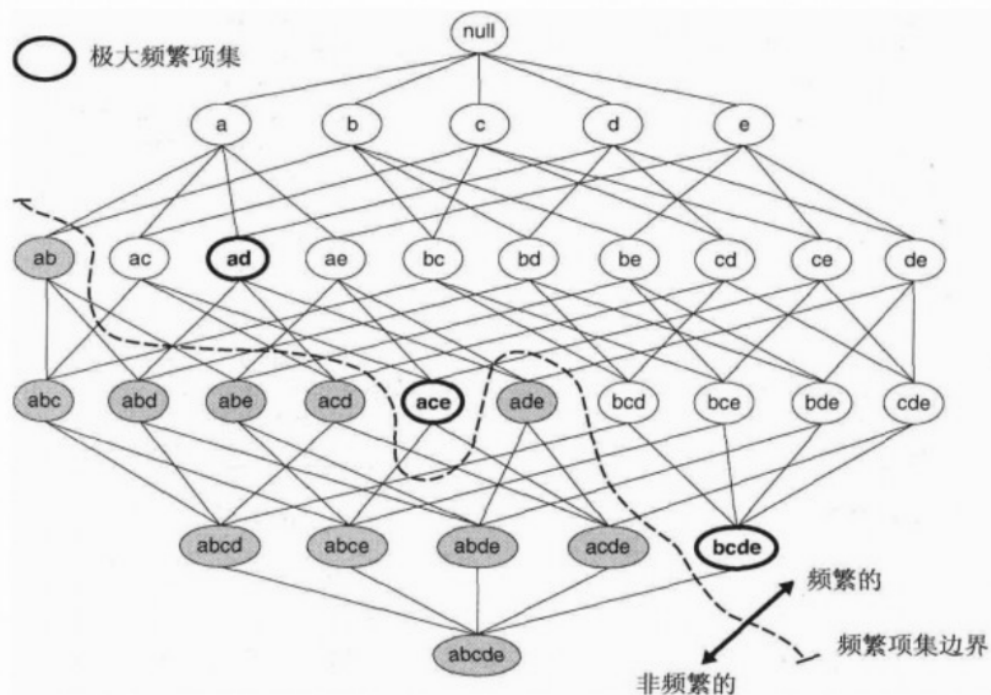 null
极大频繁项集
a
b
c
d
e
ab
ac
ad
ae
bc
bd
be
cd
ce
de
abc
abd
abe
acd
ace
ade
bcd
bce
bde
cde
abcd
abce
abde
acde
bcde
频繁的
频繁项集边界
abcde
非频繁的